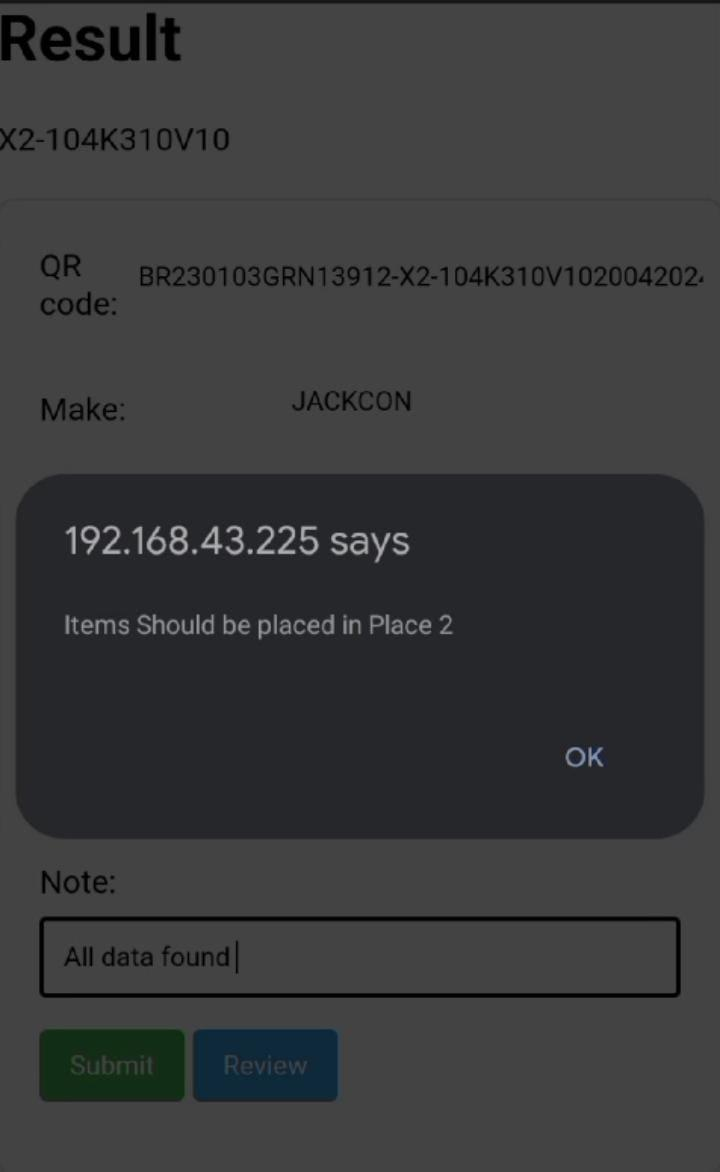 Result
X2-104K310V10
QR code:
BR230103GRN13912-X2-104K310V102004202
Make:
JACKCON
192.168.43.225 says
Items Should be placed in Place 2
OK
Note:
All data found
Submit
Review